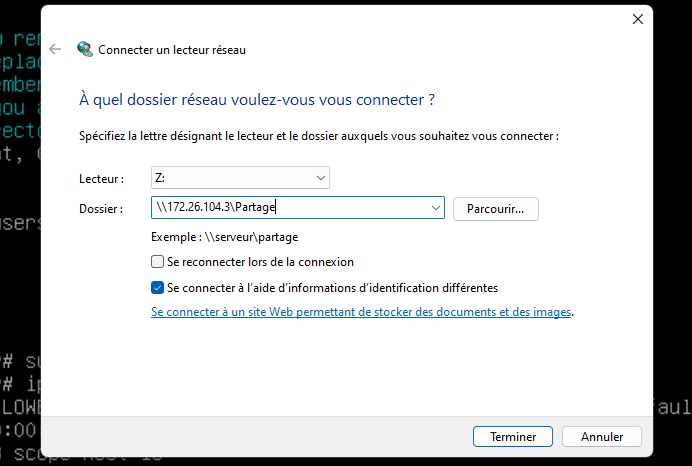 Connecter un lecteur réseau
À quel dossier réseau voulez-vous vous connecter ?
Spécifiez la lettre désignant le lecteur et le dossier auxquels vous souhaitez vous connecter :
Lecteur :
Z:
Dossier :
\\172.26.104.3\Partage
Parcourir...
Exemple : \\serveur\partage
Se reconnecter lors de la connexion
Se connecter à l’aide d’informations d’identification différentes
Se connecter à un site Web permettant de stocker des documents et des images.
Terminer
Annuler